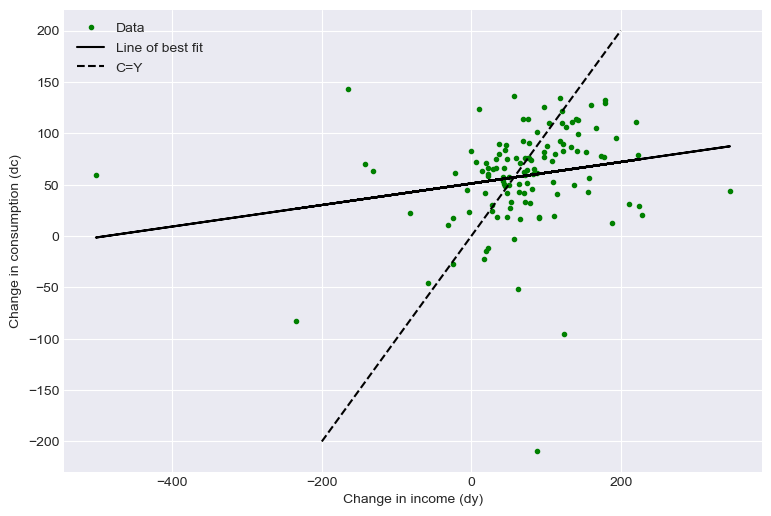 Data
Line of best fit
C=Y
200
150
100
50
0
−50
−100
−150
−200
−400
−200
0
200
Change in consumption (dc)
Change in income (dy)